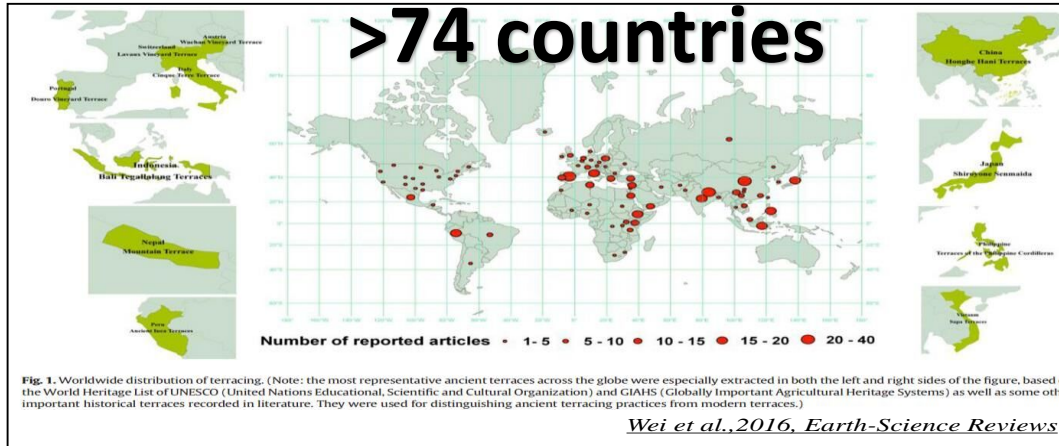 >74 countries
Austria
Wachau Vineyard Terrace
Switzerland
Lavaux Vineyard Terrace
Italy
Cinque Terre Terrace
Portugal
Douro Vineyard Terrace
Indonesia
Bali Tegallalang Terraces
Nepal
Mountain Terrace
Peru
Ancient Inca Terraces
China
Honghe Hani Terraces
Japan
Shiroyone Senmaida
Philippine
Terraces of the Philippine Cordilleras
Vietnam
Sapa Terraces
Number of reported articles 1 - 5 5 - 10 10 - 15 15 - 20 20 - 40
Fig. 1. Worldwide distribution of terracing. (Note: the most representative ancient terraces across the globe were especially extracted in both the left and right sides of the figure, based
the World Heritage List of UNESCO (United Nations Educational, Scientific and Cultural Organization) and GIAHS (Globally Important Agricultural Heritage Systems) as well as some oth
important historical terraces recorded in literature. They were used for distinguishing ancient terracing practices from modern terraces.)
Wei et al.,2016, Earth-Science Reviews